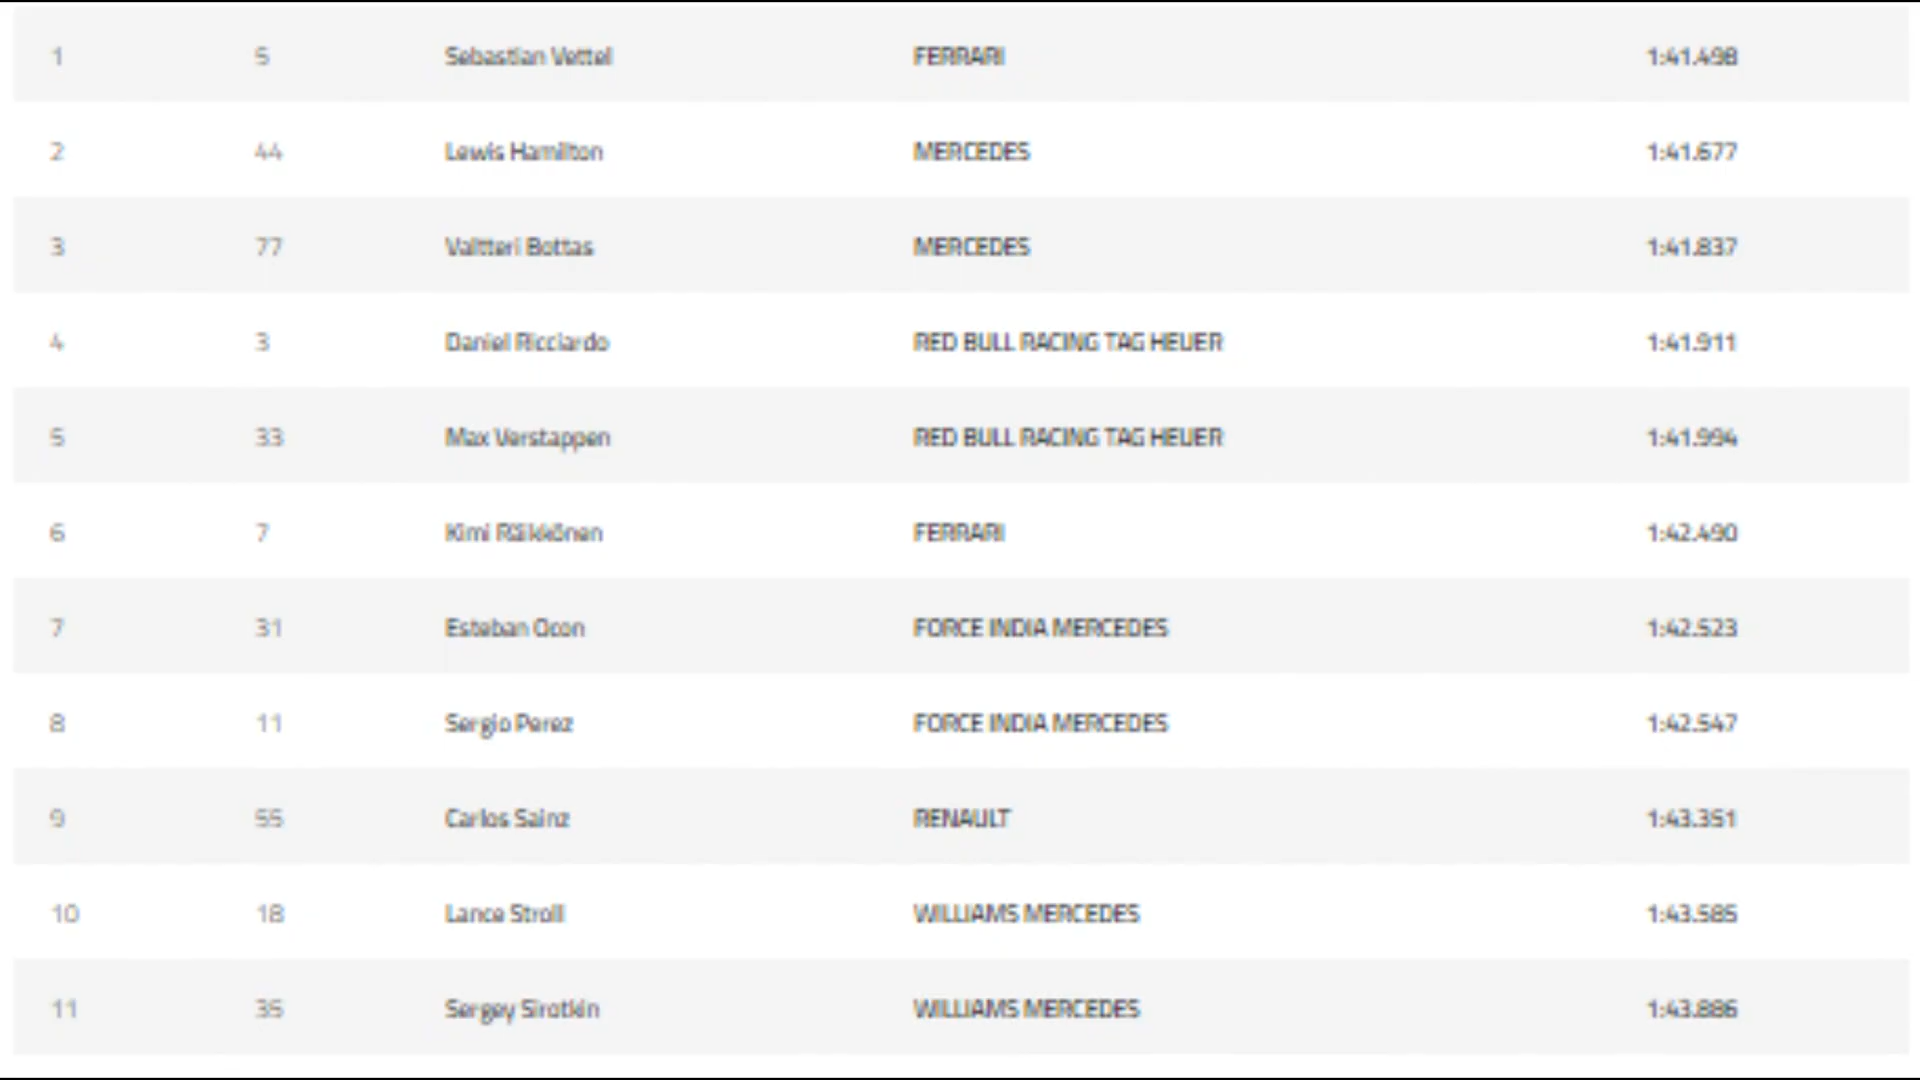 1 5 Sebastian Vettel FERRARI 1:41.498
2 44 Lewis Hamilton MERCEDES 1:41.677
3 77 Valtteri Bottas MERCEDES 1:41.837
4 3 Daniel Ricciardo RED BULL RACING TAG HEUER 1:41.911
5 33 Max Verstappen RED BULL RACING TAG HEUER 1:41.994
6 7 Kimi Räikkönen FERRARI 1:42.490
7 31 Esteban Ocon FORCE INDIA MERCEDES 1:42.523
8 11 Sergio Perez FORCE INDIA MERCEDES 1:42.547
9 55 Carlos Sainz RENAULT 1:43.351
10 18 Lance Stroll WILLIAMS MERCEDES 1:43.585
11 35 Sergey Sirotkin WILLIAMS MERCEDES 1:43.886